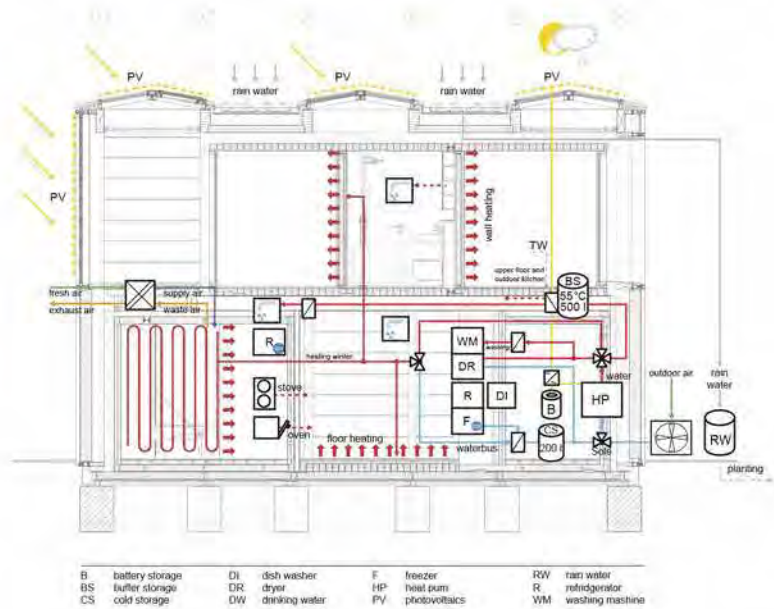 PV
PV
PV
rain water
rain water
PV
wall heating
TW
upper floor and
outdoor kitchen
BS
55°C
500 l
fresh air
supply air
exhaust air
waste air
R
WM
DR
R
DI
F
heating winter
washing
water
HP
outdoor air
rain
water
RW
stove
oven
floor heating
B
CS
200 l
waterbus
Sole
planting
B battery storage DI dish washer F freezer RW rain water
BS buffer storage DR dryer HP heat pum R refridgerator
CS cold storage DW drinking water PV photovoltaics WM washing mashine